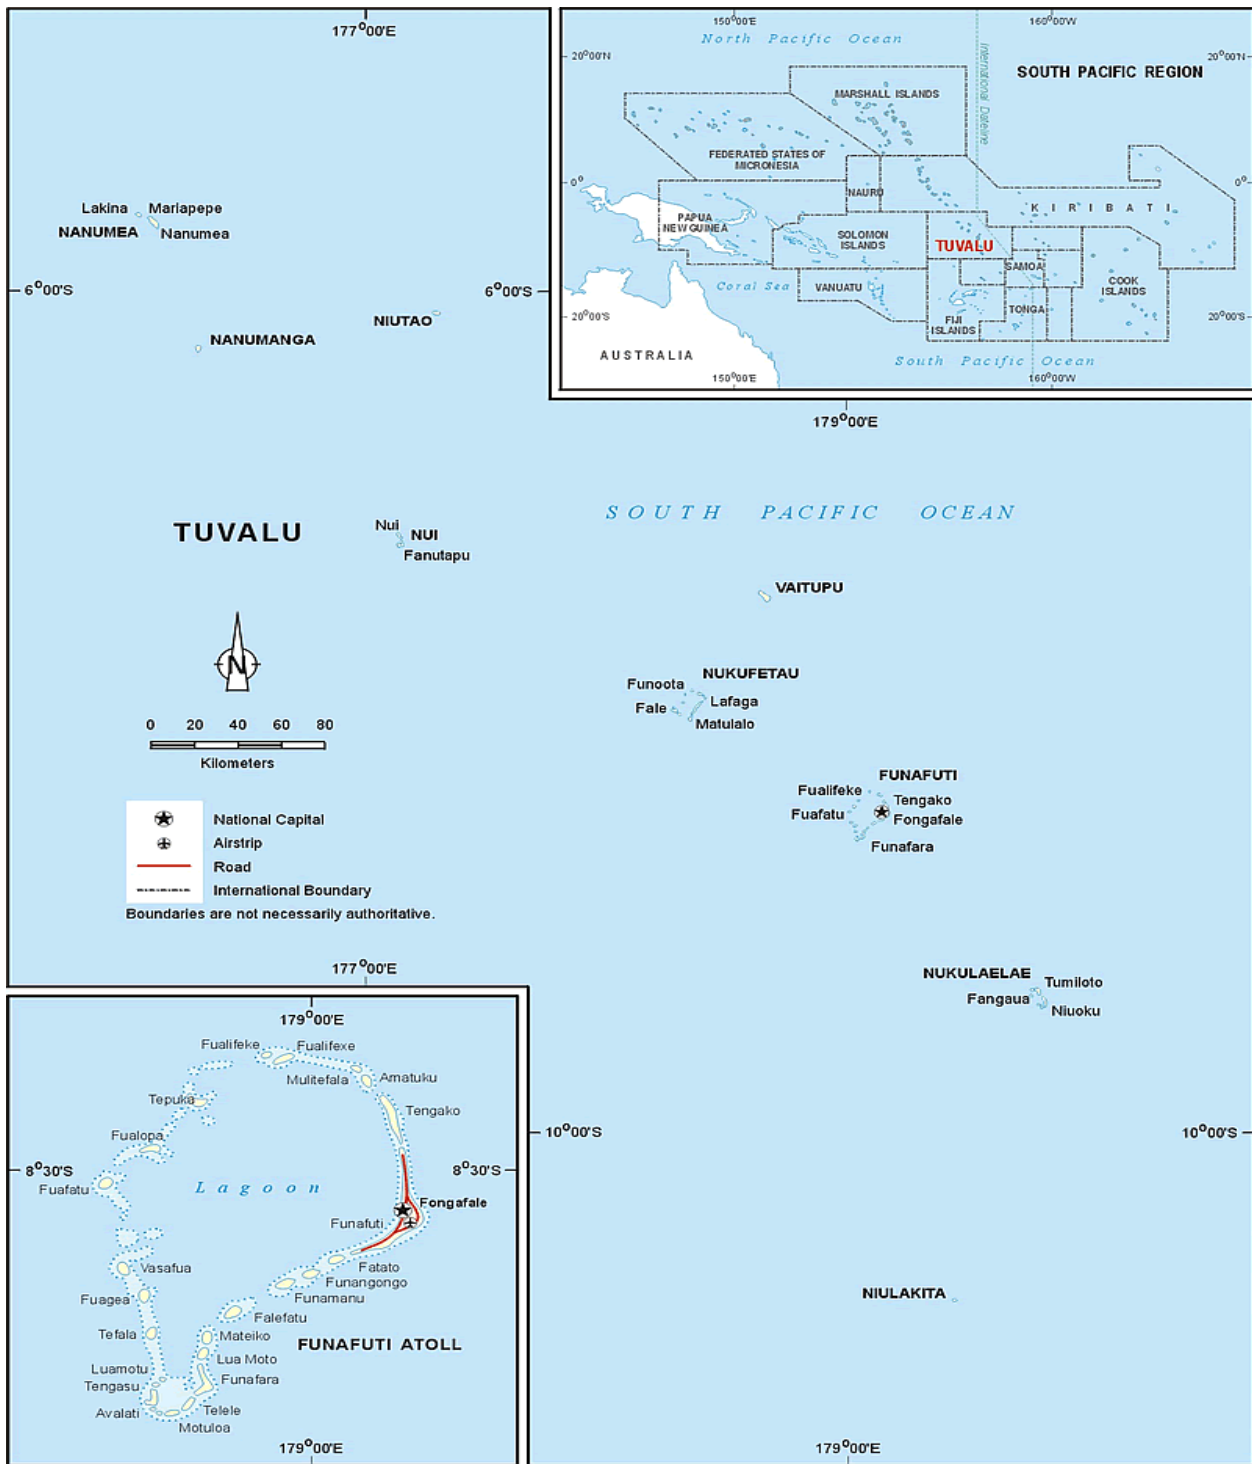 177°00'E
150°00'E
160°00'W
North Pacific Ocean
20°00'N
20°00'N
SOUTH PACIFIC REGION
International Dateline
MARSHALL ISLANDS
FEDERATED STATES OF
MICRONESIA
0°
0°
NAURU
KIRIBATI
PAPUA
NEW GUINEA
SOLOMON
ISLANDS
TUVALU
SAMOA
COOK
ISLANDS
Coral Sea
VANUATU
TONGA
FIJI
ISLANDS
20°00'S
20°00'S
AUSTRALIA
South Pacific Ocean
150°00'E
160°00'W
Lakina
Mariapepe
NANUMEA
Nanumea
6°00'S
6°00'S
NIUTAO
NANUMANGA
179°00'E
SOUTH PACIFIC OCEAN
TUVALU
Nui
NUI
Fanutapu
VAITUPU
N
NUKUFETAU
Funoota
Lafaga
Fale
Matulalo
0 20 40 60 80
Kilometers
FUNAFUTI
Fualifeke
Tengako
Fuafatu
Fongafale
Funafara
National Capital
Airstrip
Road
International Boundary
Boundaries are not necessarily authoritative.
177°00'E
NUKULAELAE
Tumiloto
Fangaua
Niuoku
10°00'S
10°00'S
NIULAKITA
179°00'E
179°00'E
Fualifeke
Fualifexe
Mulitefala
Amatuku
Tepuka
Tengako
Fualopa
8°30'S
8°30'S
Fuafatu
Lagoon
Fongafale
Funafuti
Vasafua
Fatato
Funangongo
Fuagea
Funamanu
Falefatu
Tefala
Mateiko
FUNAFUTI ATOLL
Lua Moto
Luamotu
Tengasu
Funafara
Avalati
Telele
Motuloa
179°00'E